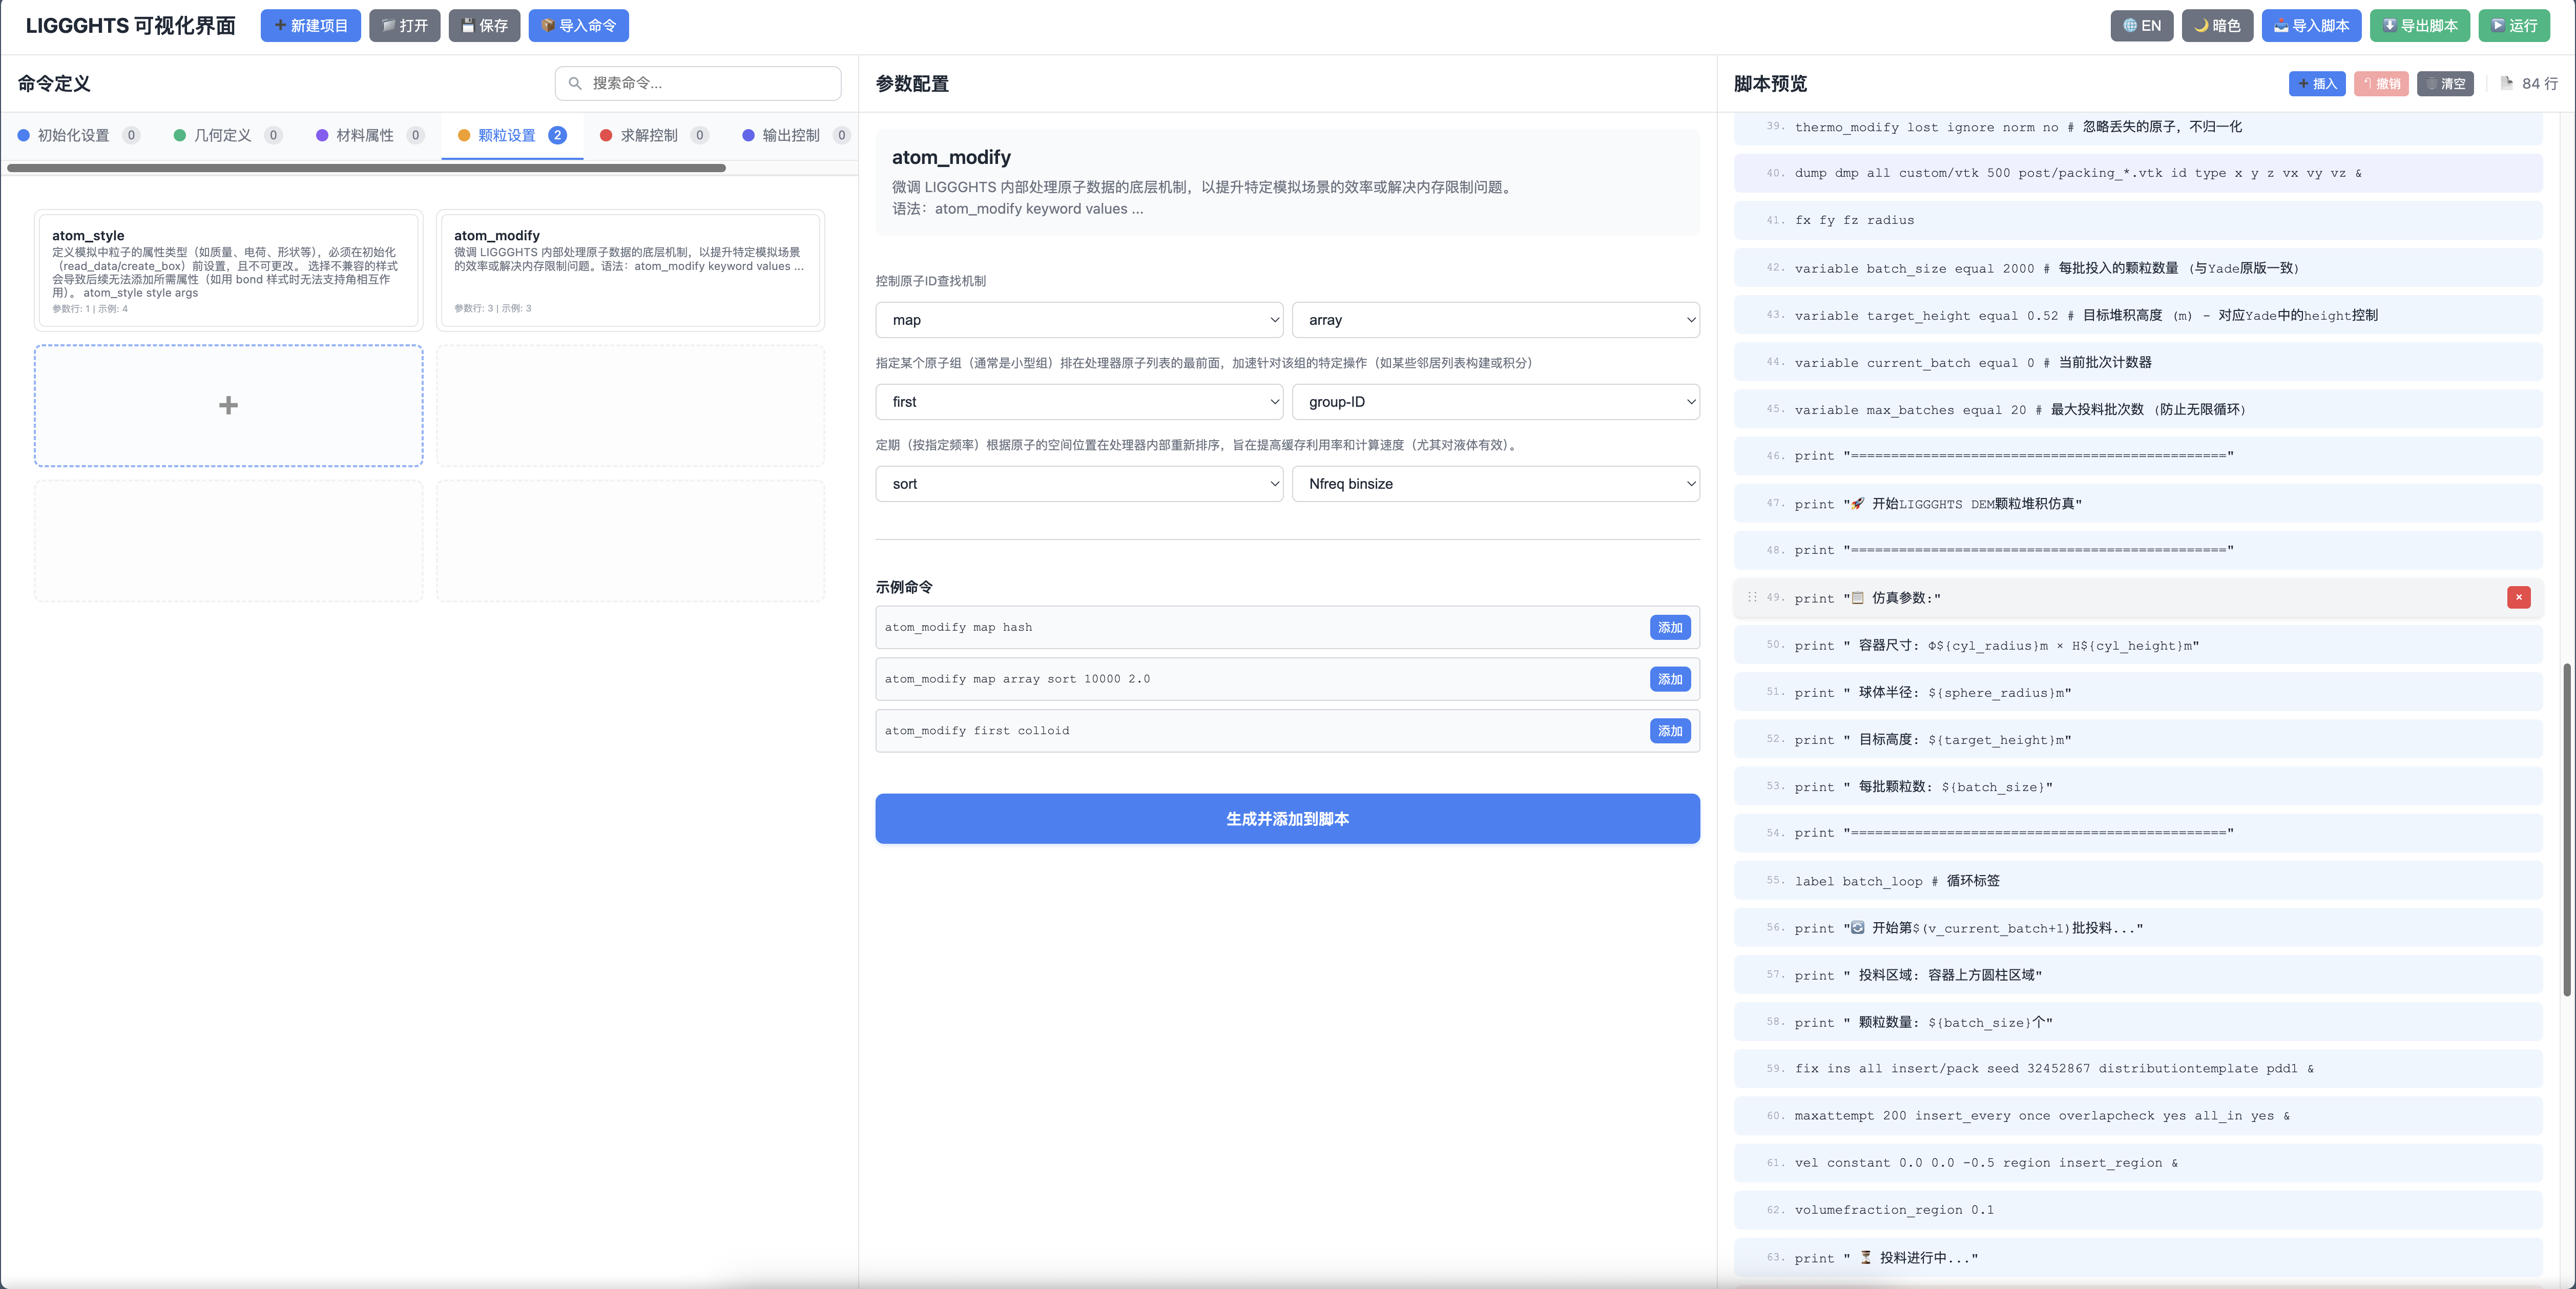 LIGGGHTS 可视化界面
新建项目
打开
保存
导入命令
EN
暗色
导入脚本
导出脚本
运行
命令定义
搜索命令...
初始化设置 0
几何定义 0
材料属性 0
颗粒设置 2
求解控制 0
输出控制 0
atom_style
定义模拟中粒子的属性类型（如质量、电荷、形状等），必须在初始化
（read_data/create_box）前设置，且不可更改。 选择不兼容的样式
会导致后续无法添加所需属性（如用 bond 样式时无法支持角相互作
用）。 atom_style style args
参数行: 1 | 示例: 4
atom_modify
微调 LIGGGHTS 内部处理原子数据的底层机制，以提升特定模拟场景
的效率或解决内存限制问题。语法：atom_modify keyword values ...
参数行: 3 | 示例: 3
参数配置
atom_modify
微调 LIGGGHTS 内部处理原子数据的底层机制，以提升特定模拟场景的效率或解决内存限制问题。
语法：atom_modify keyword values ...
控制原子ID查找机制
map
array
指定某个原子组（通常是小型组）排在处理器原子列表的最前面，加速针对该组的特定操作（如某些邻居列表构建或积分）
first
group-ID
定期（按指定频率）根据原子的空间位置在处理器内部重新排序，旨在提高缓存利用率和计算速度（尤其对液体有效）。
sort
Nfreq binsize
示例命令
atom_modify map hash
添加
atom_modify map array sort 10000 2.0
添加
atom_modify first colloid
添加
生成并添加到脚本
脚本预览
插入
撤销
清空
84 行
39. thermo_modify lost ignore norm no # 忽略丢失的原子，不归一化
40. dump dmp all custom/vtk 500 post/packing_*.vtk id type x y z vx vy vz &
41. fx fy fz radius
42. variable batch_size equal 2000 # 每批投入的颗粒数量 (与Yade原版一致)
43. variable target_height equal 0.52 # 目标堆积高度 (m) - 对应Yade中的height控制
44. variable current_batch equal 0 # 当前批次计数器
45. variable max_batches equal 20 # 最大投料批次数 (防止无限循环)
46. print "==============================================="
47. print "🚀 开始LIGGGHTS DEM颗粒堆积仿真"
48. print "==============================================="
49. print "📋 仿真参数:"
50. print " 容器尺寸: Φ${cyl_radius}m × H${cyl_height}m"
51. print " 球体半径: ${sphere_radius}m"
52. print " 目标高度: ${target_height}m"
53. print " 每批颗粒数: ${batch_size}"
54. print "==============================================="
55. label batch_loop # 循环标签
56. print "🔄 开始第$(v_current_batch+1)批投料..."
57. print " 投料区域: 容器上方圆柱区域"
58. print " 颗粒数量: ${batch_size}个"
59. fix ins all insert/pack seed 32452867 distributiontemplate pdd1 &
60. maxattempt 200 insert_every once overlapcheck yes all_in yes &
61. vel constant 0.0 0.0 -0.5 region insert_region &
62. volumefraction_region 0.1
63. print " ⏳ 投料进行中..."